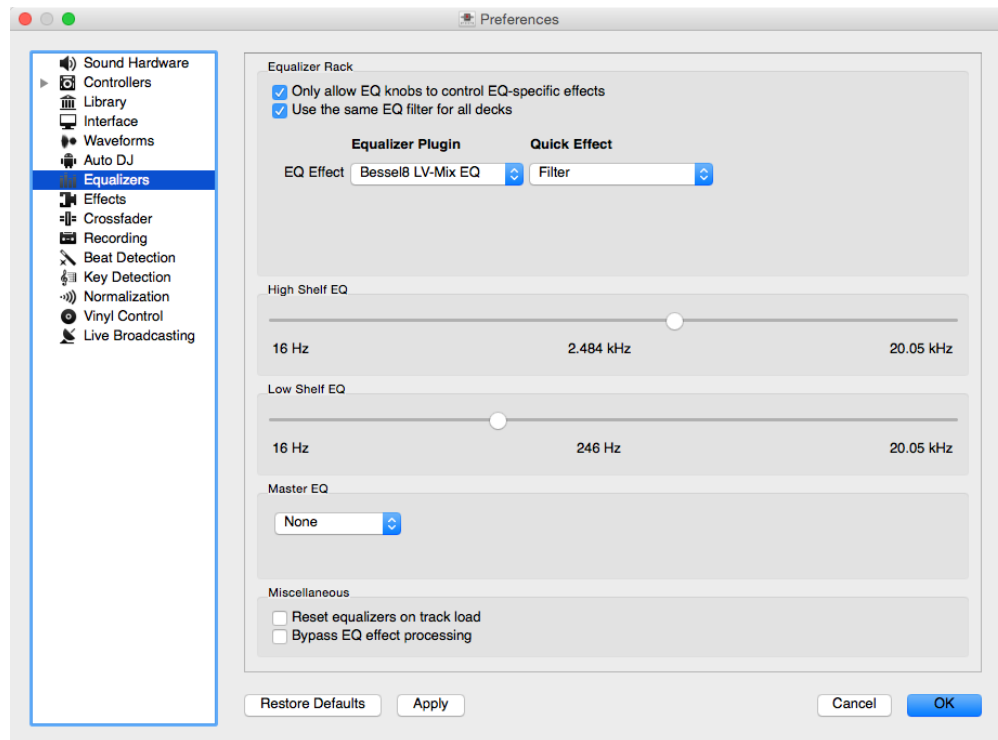 Preferences
Sound Hardware
Controllers
Library
Interface
Waveforms
Auto DJ
Equalizers
Effects
Crossfader
Recording
Beat Detection
Key Detection
Normalization
Vinyl Control
Live Broadcasting
Equalizer Rack
Only allow EQ knobs to control EQ-specific effects
Use the same EQ filter for all decks
Equalizer Plugin Quick Effect
EQ Effect Bessel8 LV-Mix EQ Filter
High Shelf EQ
16 Hz 2.484 kHz 20.05 kHz
Low Shelf EQ
16 Hz 246 Hz 20.05 kHz
Master EQ
None
Miscellaneous
Reset equalizers on track load
Bypass EQ effect processing
Restore Defaults Apply Cancel OK